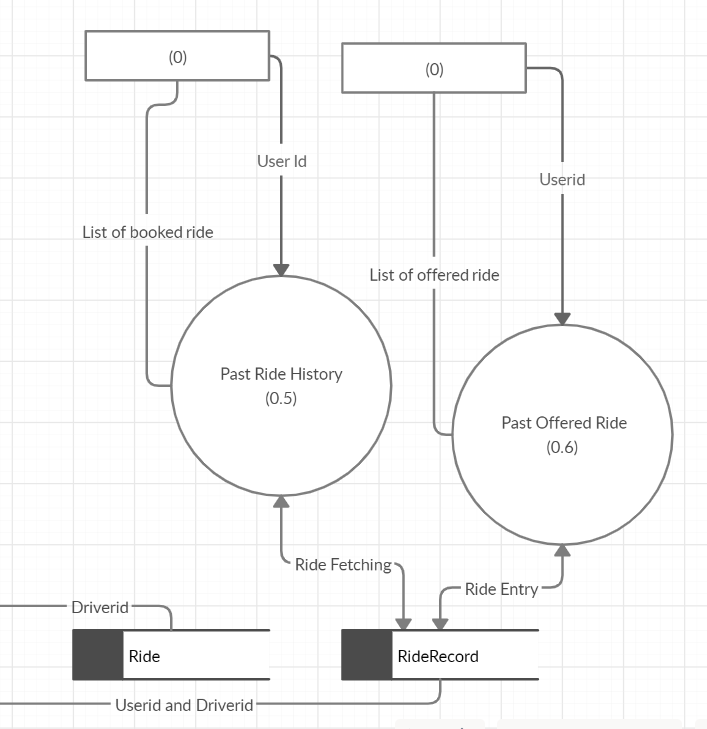 (0)
(0)
User Id
Userid
List of booked ride
List of offered ride
Past Ride History
(0.5)
Past Offered Ride
(0.6)
Ride Fetching
Ride Entry
Driverid
Ride
RideRecord
Userid and Driverid